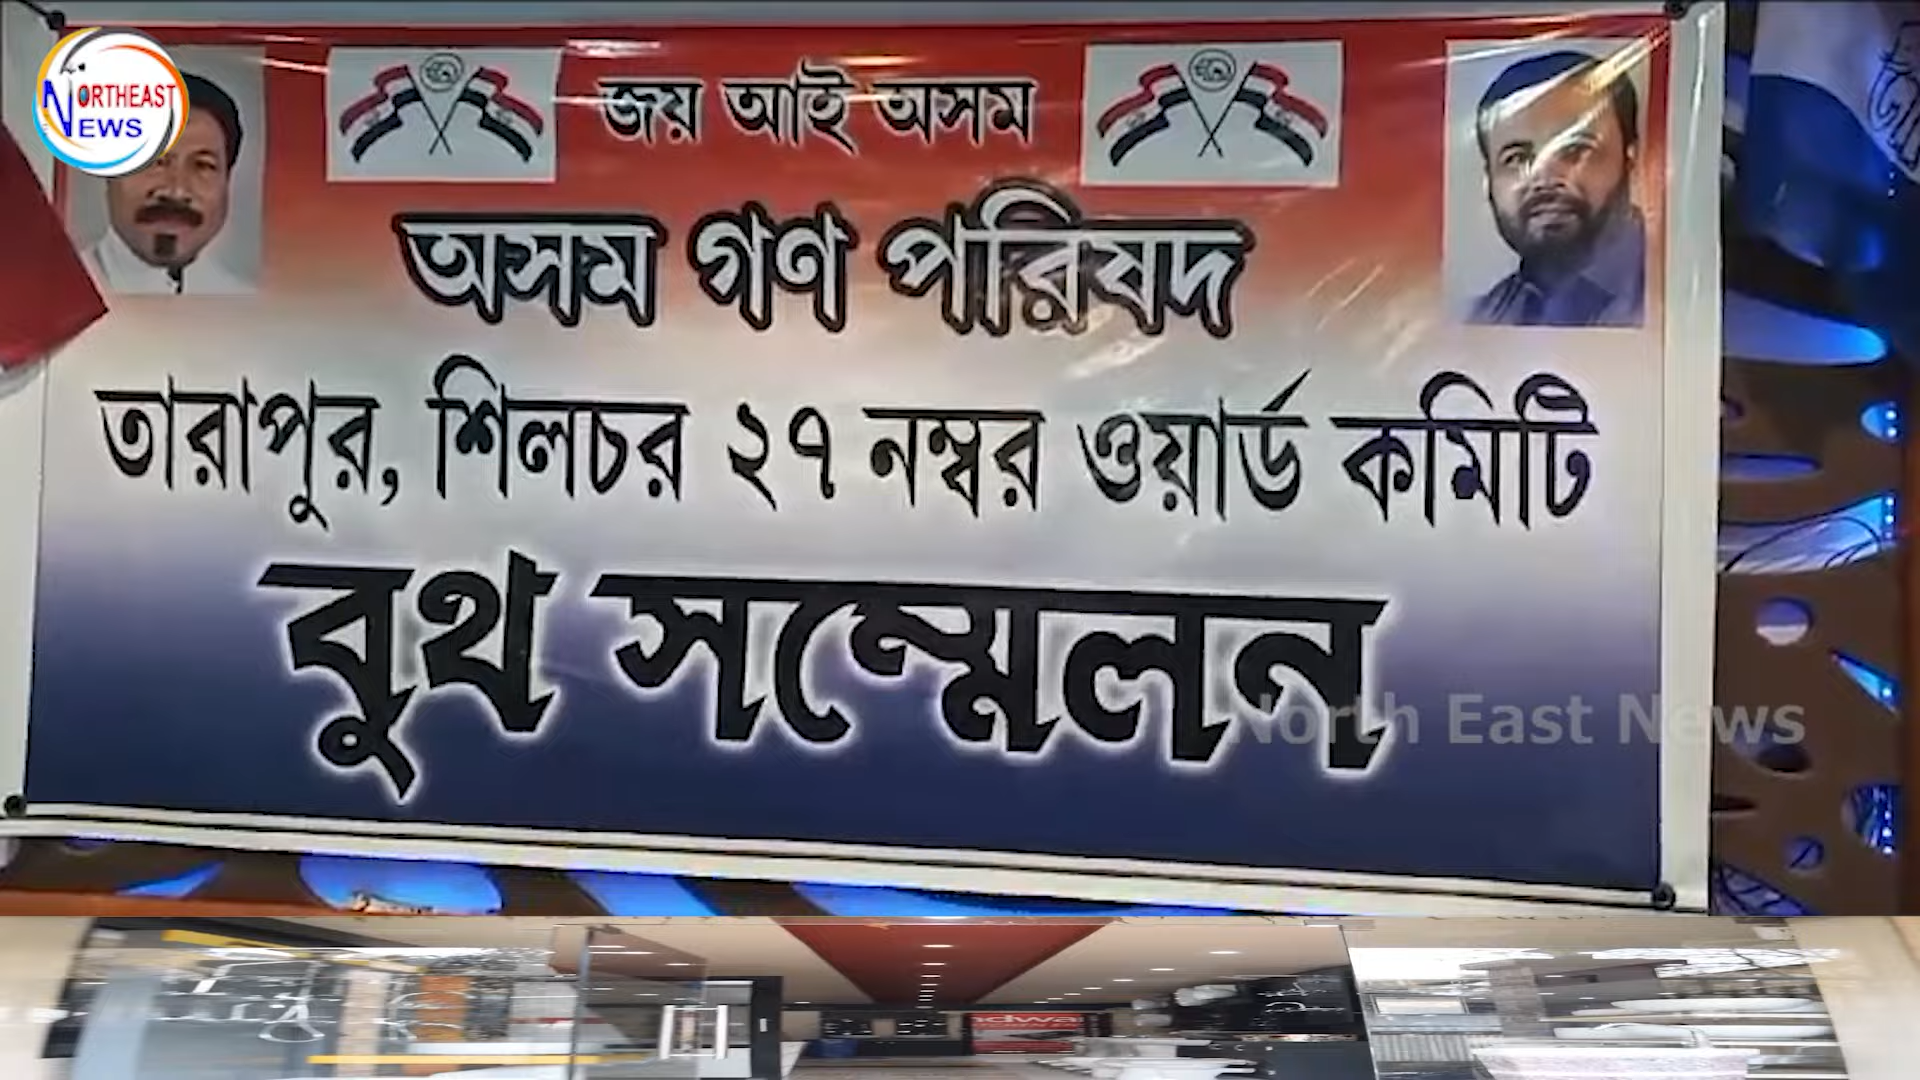 NORTHEAST
NEWS
জয় আই অসম
অসম গণ পরিষদ
তারাপুর, শিলচর ২৭ নম্বর ওয়ার্ড কমিটি
বুথ সম্মেলন
North East News